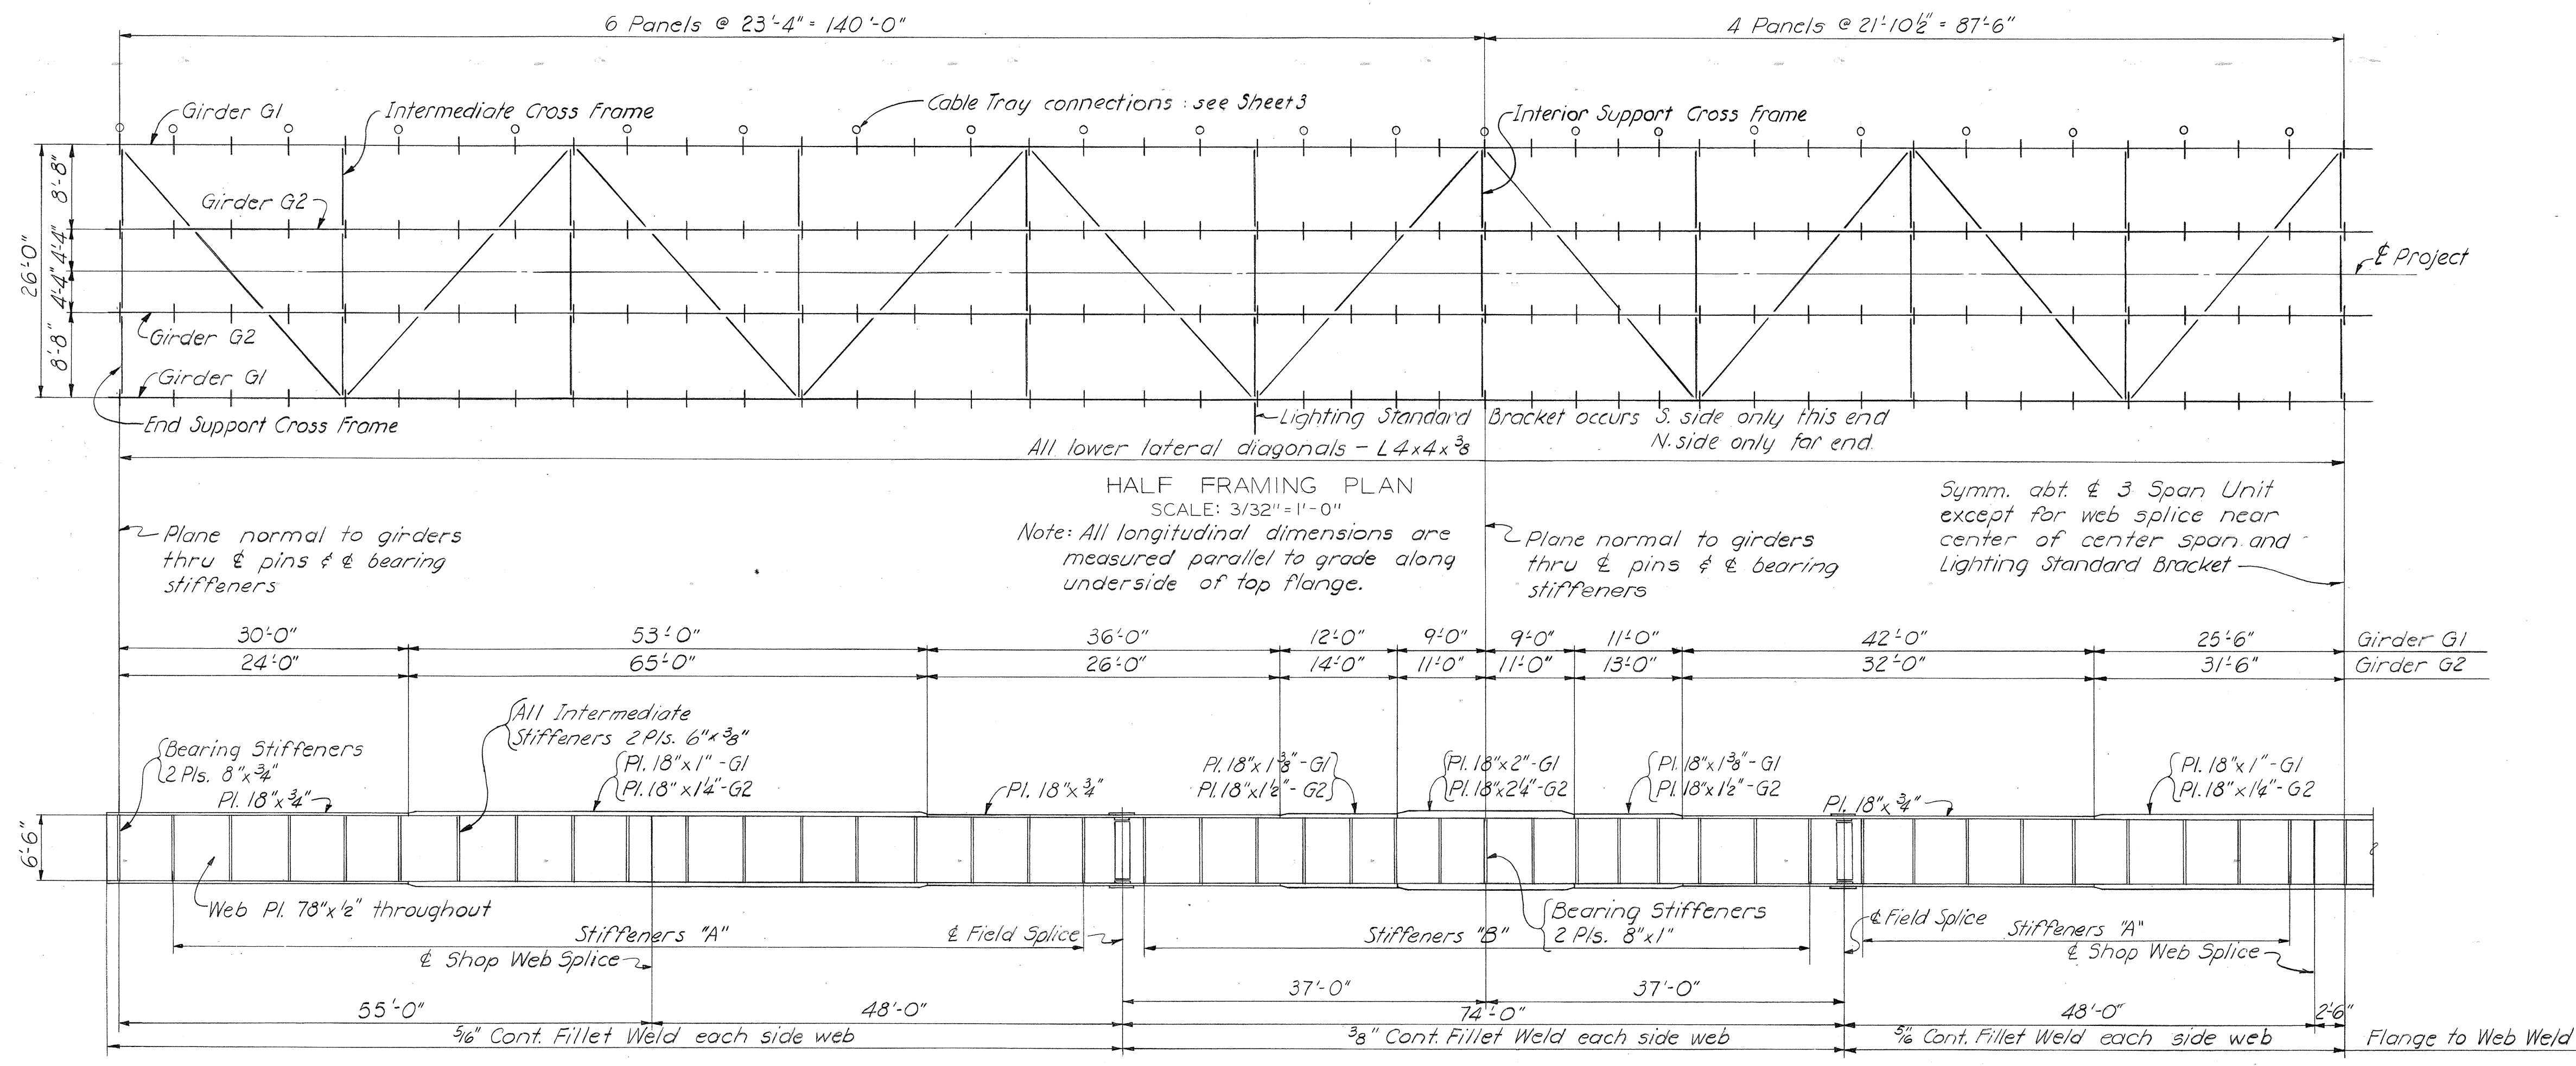 6 Panels @ 23'-4" = 140'-0"
4 Panels @ 21'-10½" = 87'-6"
Girder G1
Intermediate Cross Frame
Cable Tray connections : see Sheet 3
Interior Support Cross Frame
8'-8"
Girder G2
26'-0"
4'-4"
4'-4"
℄ Project
Girder G2
8'-8"
Girder G1
End Support Cross Frame
Lighting Standard Bracket occurs S. side only this end
N. side only far end.
All lower lateral diagonals – L 4x4x⅜
HALF FRAMING PLAN
SCALE: 3/32"=1'-0"
Note: All longitudinal dimensions are
measured parallel to grade along
underside of top flange.
Symm. abt. ℄ 3 Span Unit
except for web splice near
center of center span and
Lighting Standard Bracket
Plane normal to girders
thru ℄ pins & ℄ bearing
stiffeners
Plane normal to girders
thru ℄ pins & ℄ bearing
stiffeners
30'-0" 53'-0" 36'-0" 12'-0" 9'-0" 9'-0" 11'-0" 42'-0" 25'-6" Girder G1
24'-0" 65'-0" 26'-0" 14'-0" 11'-0" 11'-0" 13'-0" 32'-0" 31'-6" Girder G2
All Intermediate
Stiffeners 2 Pls. 6"x⅜"
Bearing Stiffeners
2 Pls. 8"x¾"
Pl. 18"x¾"
Pl. 18"x1" -G1
Pl. 18"x1¼" -G2
Pl. 18"x¾"
Pl. 18"x1⅜"-G1
Pl. 18"x1½"- G2
Pl. 18"x2"-G1
Pl. 18"x2¼"-G2
Pl. 18"x1⅜"-G1
Pl. 18"x1½"-G2
Pl. 18"x¾"
Pl. 18"x1"-G1
Pl. 18"x1¼"-G2
6'-6"
Web Pl. 78"x½" throughout
Stiffeners "A"
℄ Field Splice
℄ Shop Web Splice
Stiffeners "B"
Bearing Stiffeners
2 Pls. 8"x1"
℄ Field Splice
Stiffeners "A"
℄ Shop Web Splice
37'-0" 37'-0"
55'-0" 48'-0" 74'-0" 48'-0" 2'-6"
5/16" Cont. Fillet Weld each side web
⅜" Cont. Fillet Weld each side web
5/16 Cont. Fillet Weld each side web
Flange to Web Weld